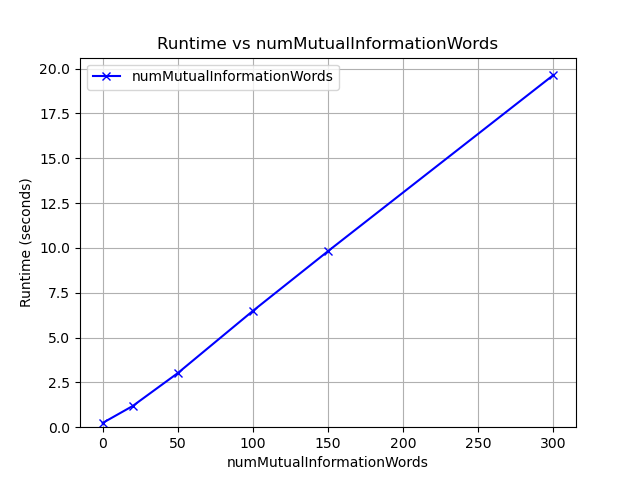 Runtime vs numMutualInformationWords
numMutualInformationWords
20.0
17.5
15.0
12.5
10.0
7.5
5.0
2.5
0.0
Runtime (seconds)
0 50 100 150 200 250 300
numMutualInformationWords